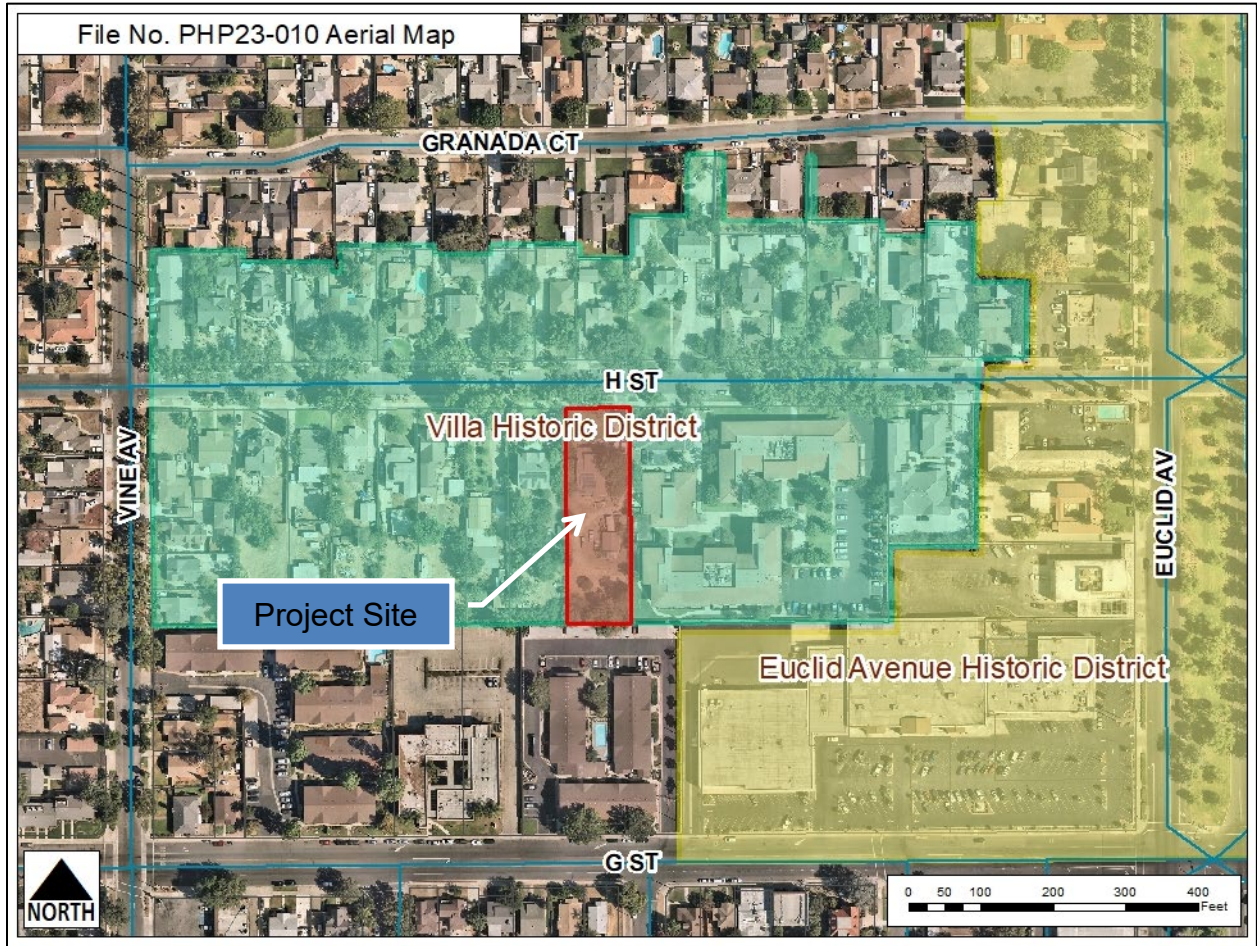 File No. PHP23-010 Aerial Map
GRANADA CT
H ST
Villa Historic District
VINE AV
EUCLID AV
Project Site
Euclid Avenue Historic District
G ST
NORTH
0 50 100 200 300 400
Feet